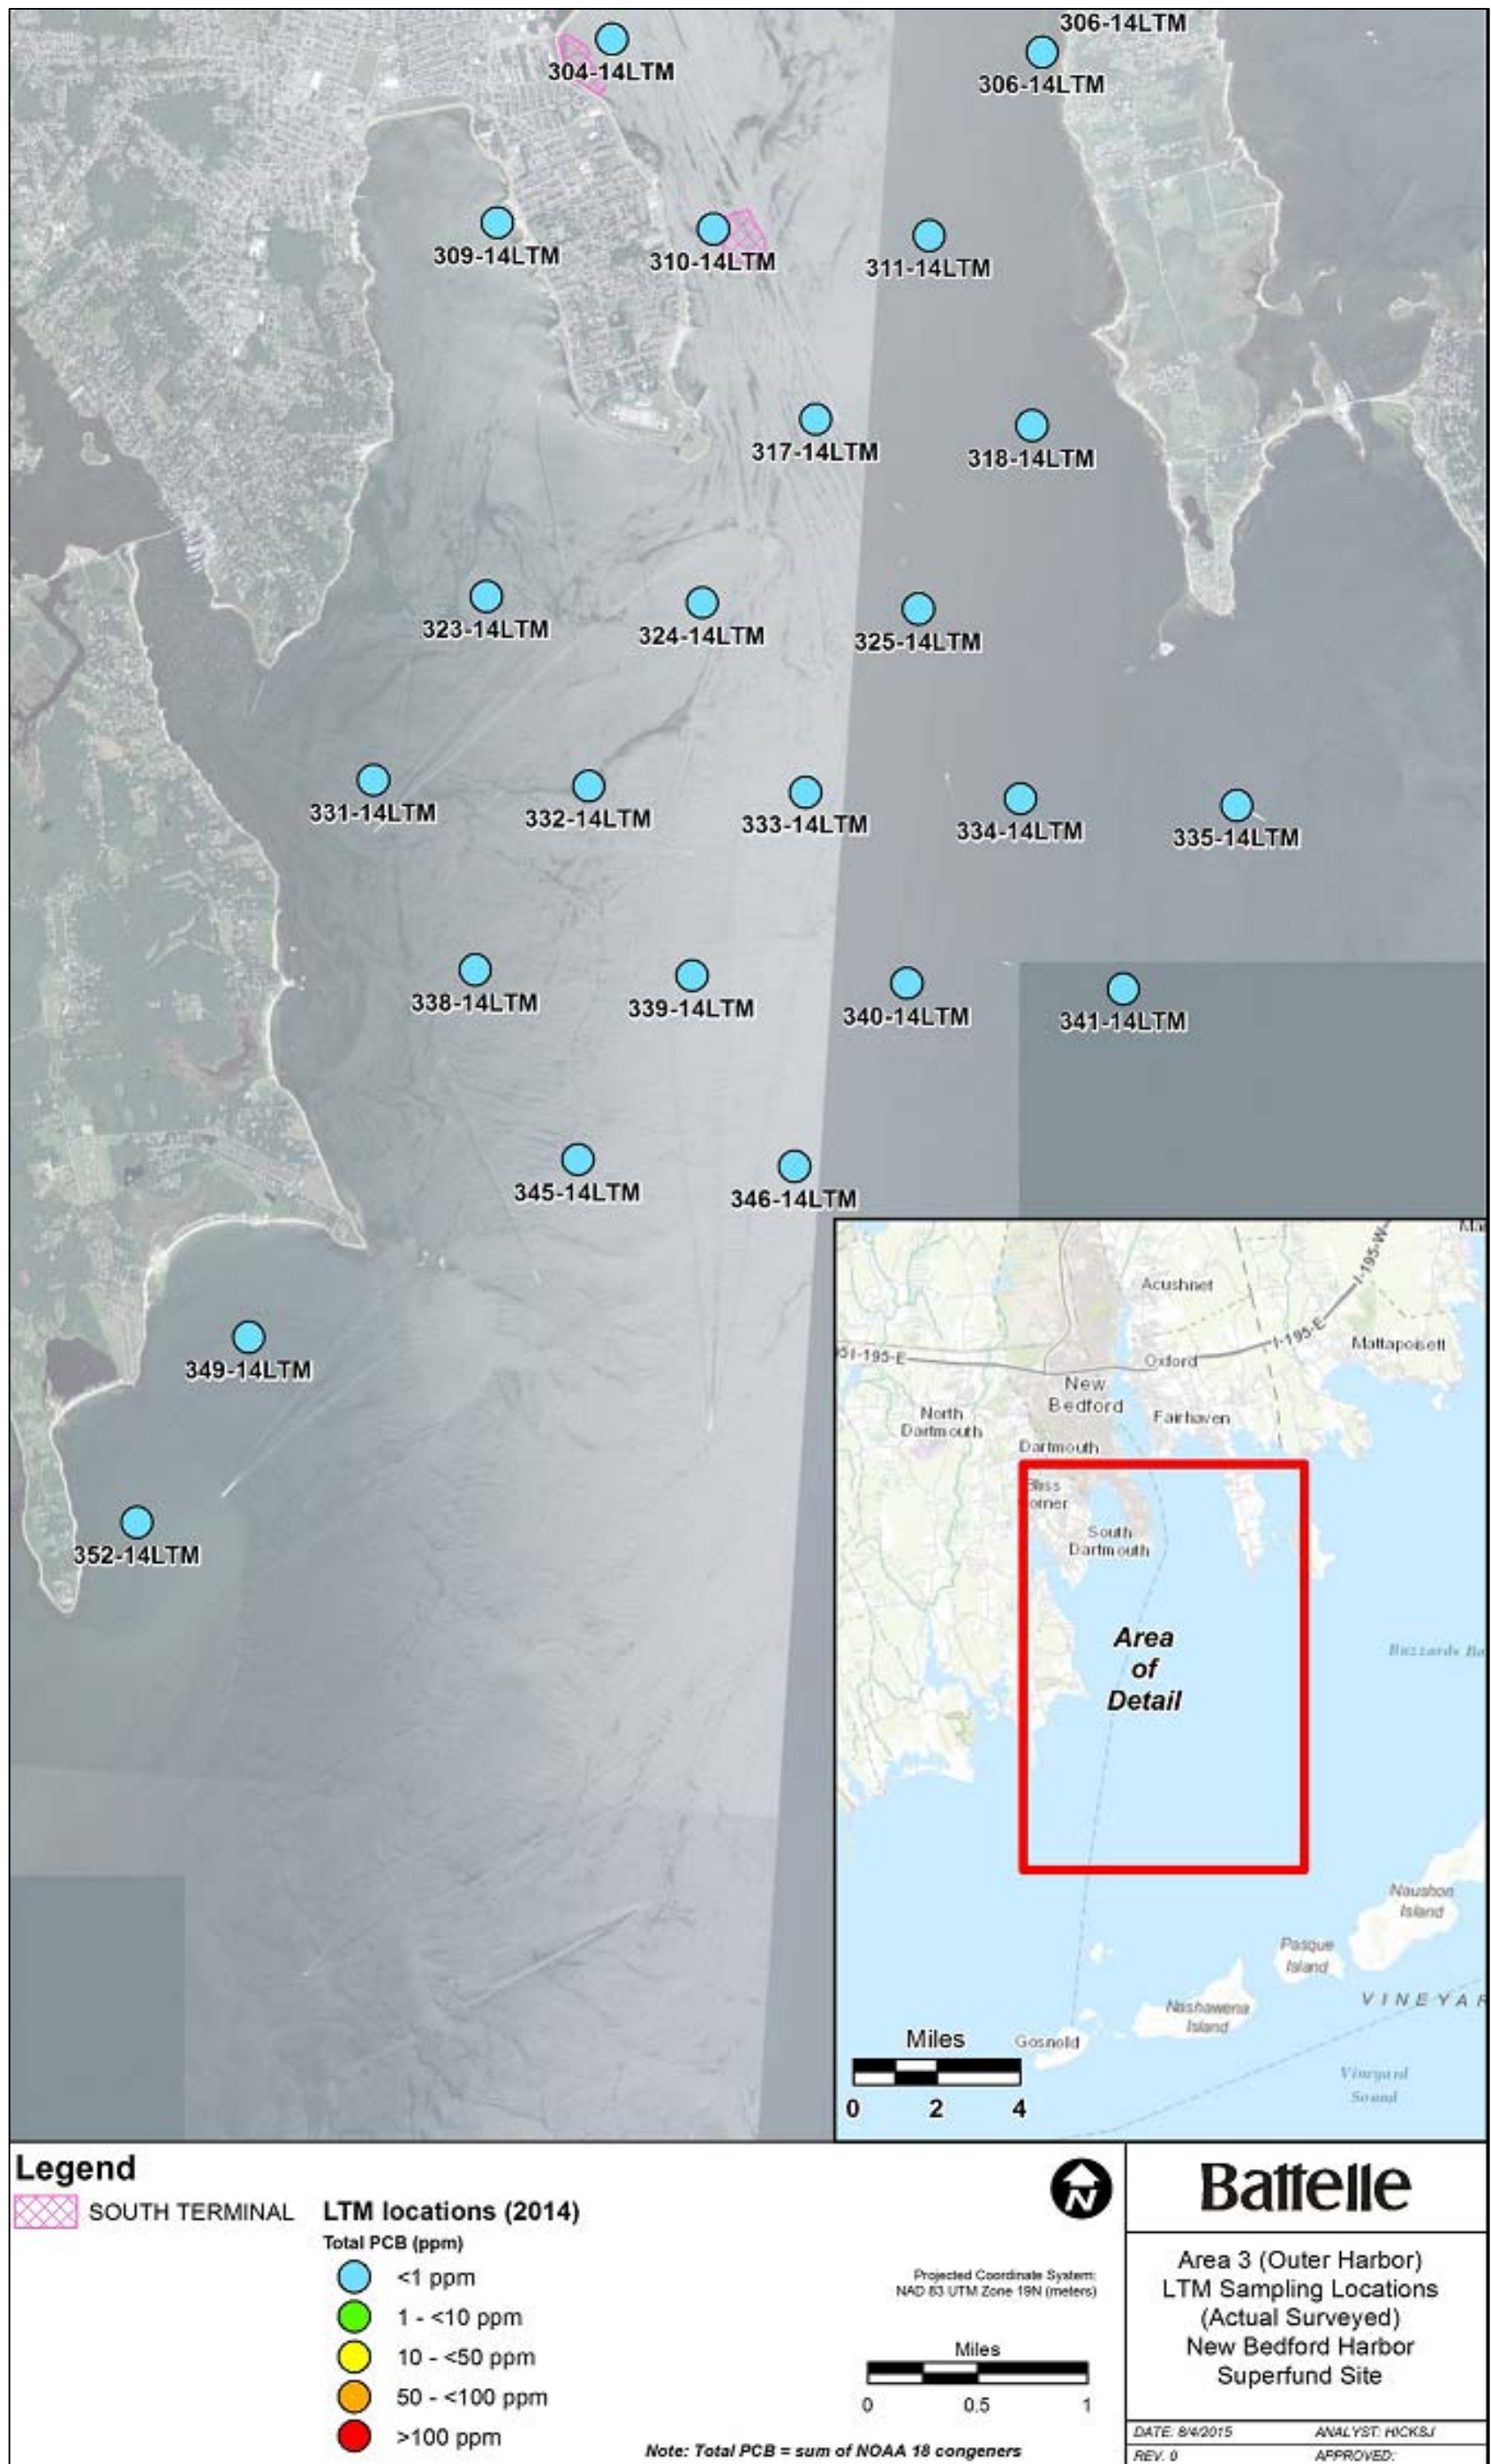 306-14LTM
304-14LTM
306-14LTM
309-14LTM
310-14LTM
311-14LTM
317-14LTM
318-14LTM
323-14LTM
324-14LTM
325-14LTM
331-14LTM
332-14LTM
333-14LTM
334-14LTM
335-14LTM
338-14LTM
339-14LTM
340-14LTM
341-14LTM
345-14LTM
346-14LTM
349-14LTM
352-14LTM
I-195-W
Acushnet
I-195-E
Mattapoisett
I-195-E
Oxford
New
Bedford
North
Dartmouth
Fairhaven
Dartmouth
Bliss
orner
South
Dartmouth
Area
of
Detail
Buzzards Ba
Naushon
Island
Pasque
Island
VINEYAR
Nashawena
Island
Gosnold
Vineyard
Sound
Miles
0 2 4
Legend
SOUTH TERMINAL
LTM locations (2014)
Total PCB (ppm)
<1 ppm
1 - <10 ppm
10 - <50 ppm
50 - <100 ppm
>100 ppm
N
Projected Coordinate System:
NAD 83 UTM Zone 19N (meters)
Miles
0 0.5 1
Note: Total PCB = sum of NOAA 18 congeners
Battelle
Area 3 (Outer Harbor)
LTM Sampling Locations
(Actual Surveyed)
New Bedford Harbor
Superfund Site
DATE: 8/4/2015 ANALYST: HICKSJ
REV. 0 APPROVED: